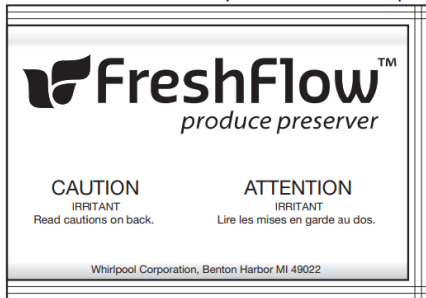 FreshFlow™
produce preserver
CAUTION
IRRITANT
Read cautions on back.
ATTENTION
IRRITANT
Lire les mises en garde au dos.
Whirlpool Corporation, Benton Harbor MI 49022